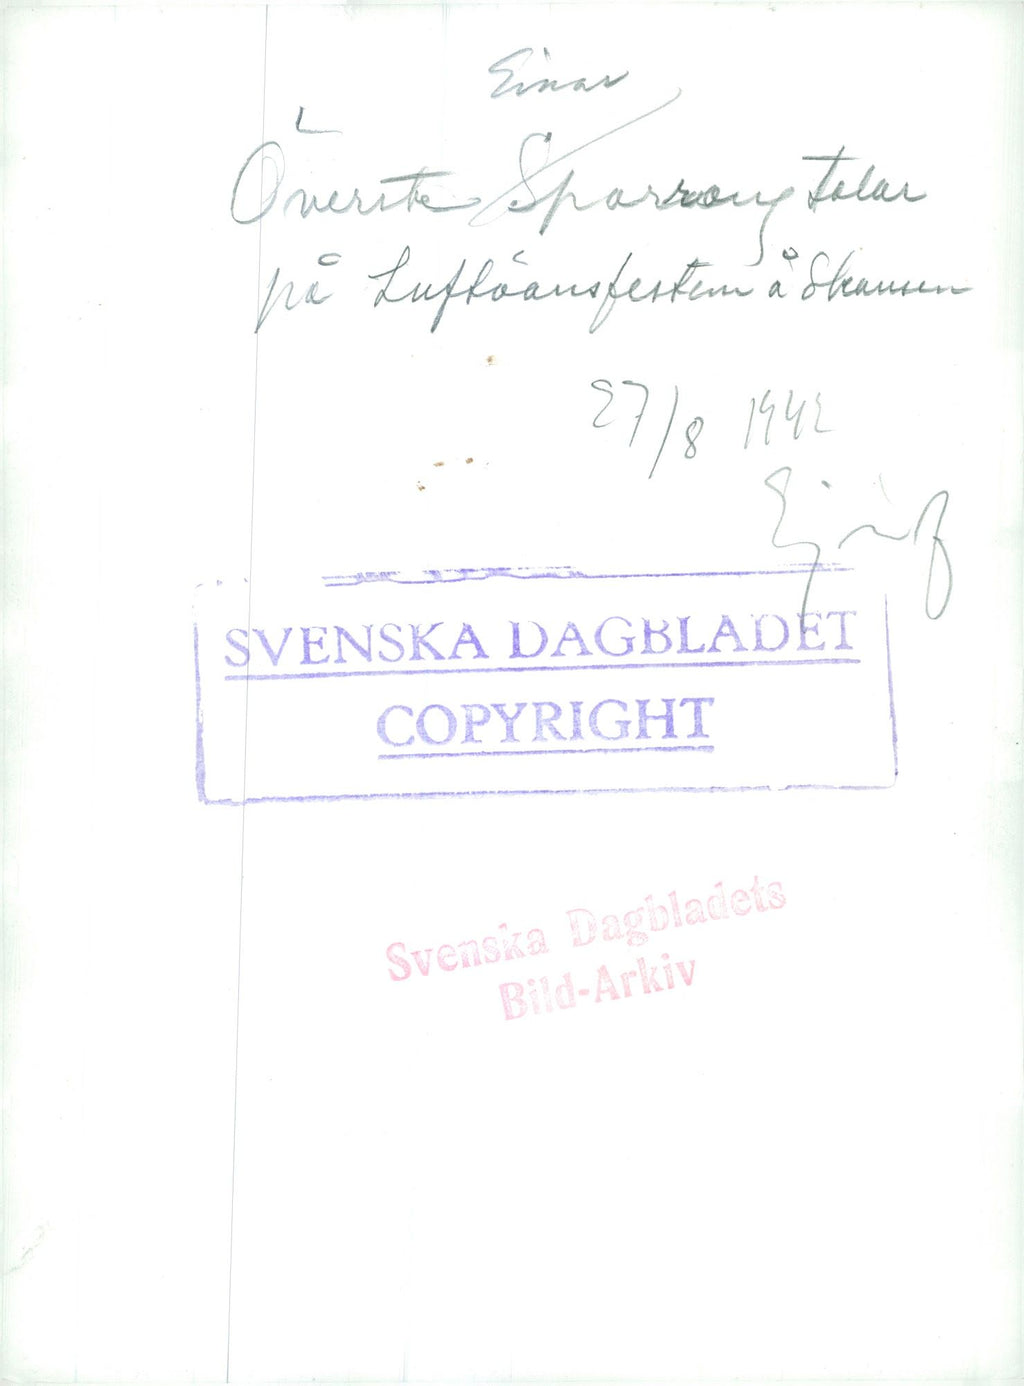 Einar
Överste Sparrong talar
på Luftvärnsfesten å Skansen
27/8 1942
SVENSKA DAGBLADET
COPYRIGHT
Svenska Dagbladets
Bild-Arkiv